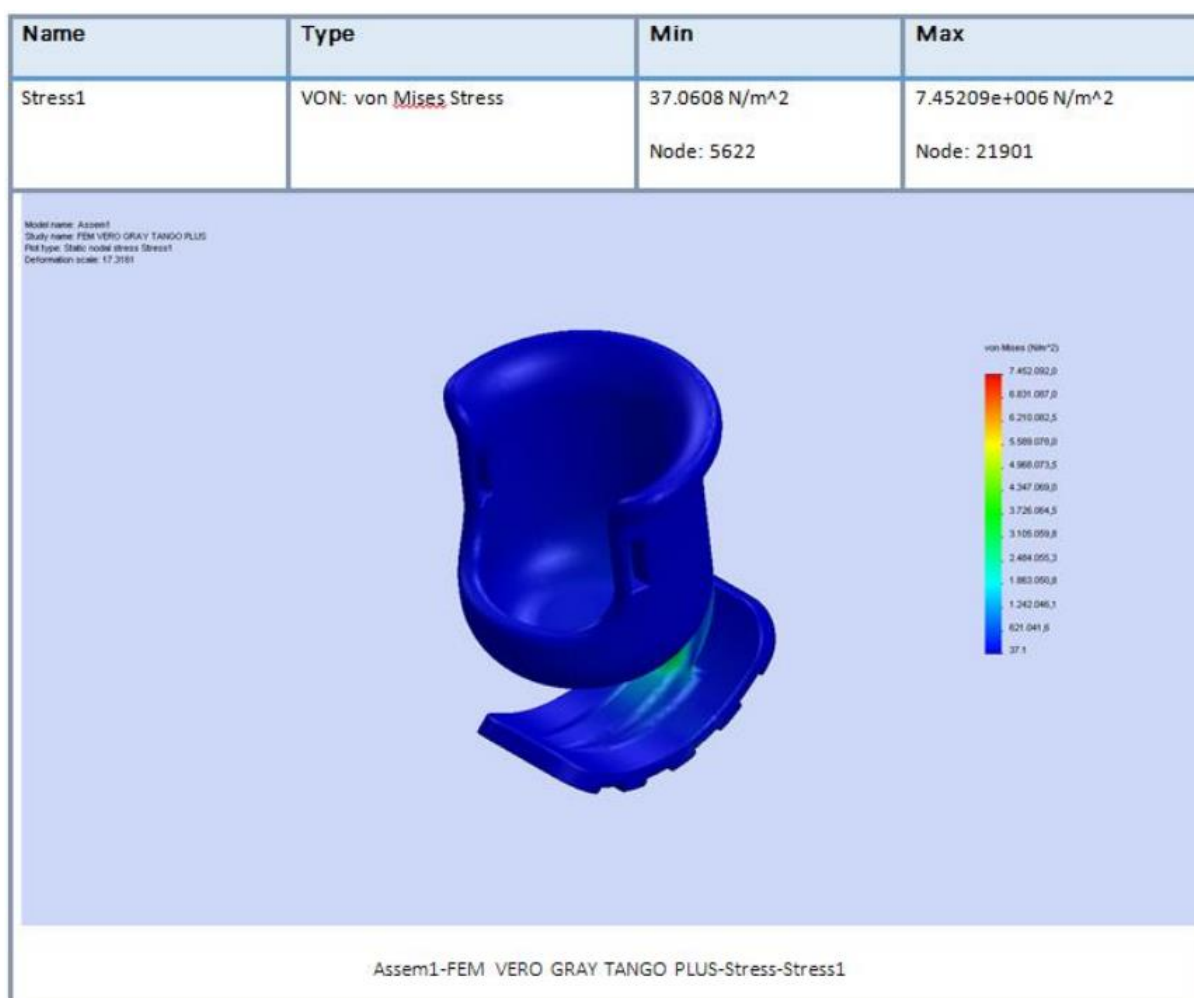 Name Type Min Max
Stress1 VON: von Mises Stress 37.0608 N/m^2 7.45209e+006 N/m^2
Node: 5622 Node: 21901
Model name: Assem1
Study name: FEM VERO GRAY TANGO PLUS
Plot type: Static nodal stress Stress1
Deformation scale: 17.3181
von Mises (N/m^2)
7.452.092,0
6.831.087,0
6.210.082,5
5.589.078,0
4.968.073,5
4.347.069,0
3.726.064,5
3.105.059,8
2.484.055,3
1.863.050,8
1.242.046,1
621.041,6
37.1
Assem1-FEM VERO GRAY TANGO PLUS-Stress-Stress1